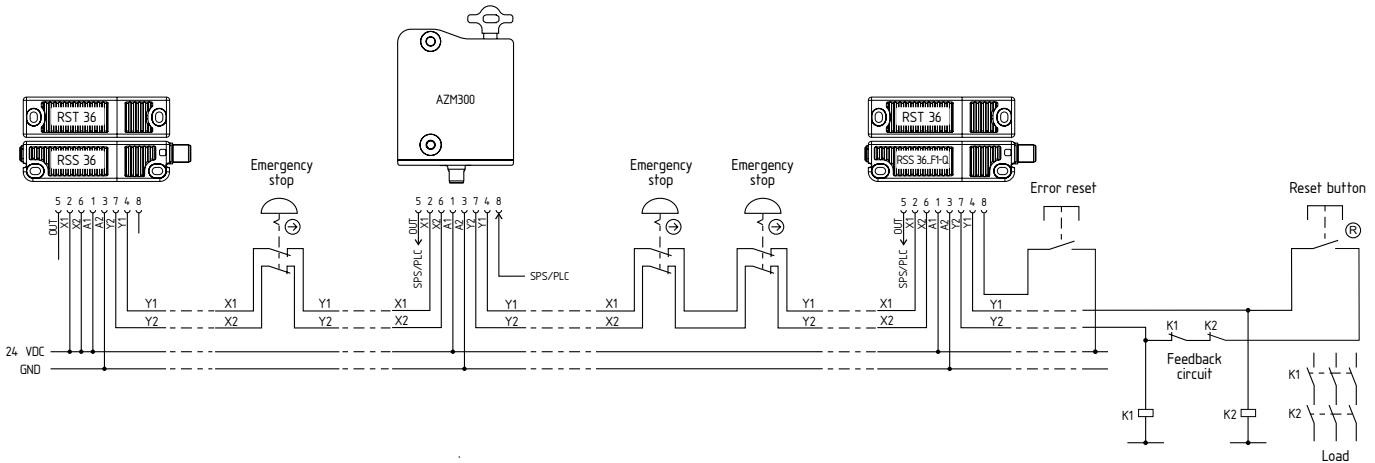 AZM300
RST 36
RSS 36
RST 36
RSS 36_F1-Q
Emergency
stop
Emergency
stop
Emergency
stop
Error reset
Reset button
R
5 2 6 1 3 7 4 8
OUT X1 X2 A1 A2 Y2 Y1
5 2 6 1 3 7 4 8
OUT X1 X2 A1 A2 Y2 Y1
SPS/PLC
SPS/PLC
5 2 6 1 3 7 4 8
OUT X1 X2 A1 A2 Y2 Y1
SPS/PLC
Y1 X1 Y1 X1 Y1 X1 Y1 X1 Y1
Y2 X2 Y2 X2 Y2 X2 Y2 X2 Y2
K1 K2
Feedback
circuit
24 VDC
GND
K1
K2
K1
K2
Load